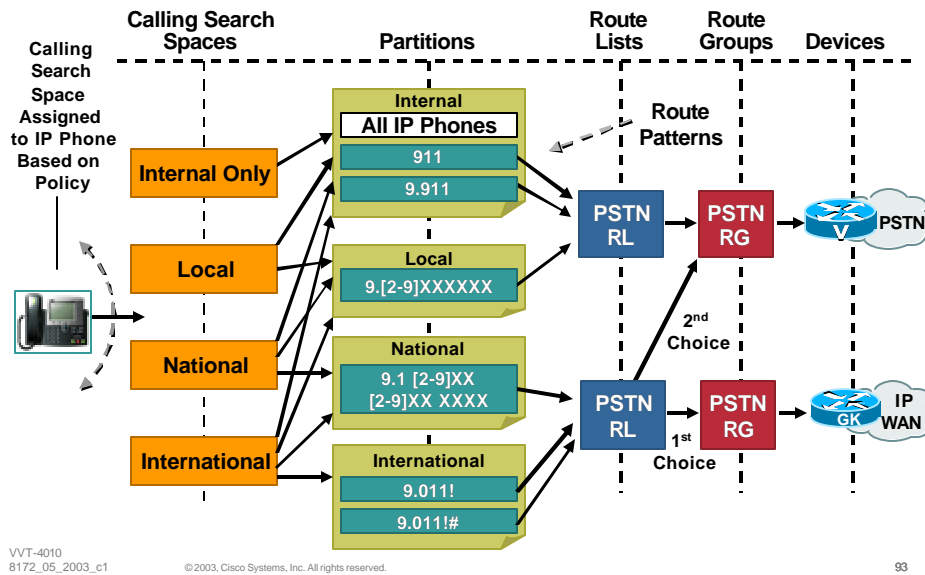 Calling Search
Spaces
Partitions
Route
Lists
Route
Groups
Devices
Calling
Search
Space
Assigned
to IP Phone
Based on
Policy
Internal Only
Local
National
International
Internal
All IP Phones
911
9.911
Local
9.[2-9]XXXXXX
National
9.1 [2-9]XX
[2-9]XX XXXX
International
9.011!
9.011!#
Route
Patterns
PSTN
RL
PSTN
RG
V
PSTN
2nd
Choice
PSTN
RL
1st
Choice
PSTN
RG
GK
IP
WAN
VVT-4010
8172_05_2003_c1
© 2003, Cisco Systems, Inc. All rights reserved.
93